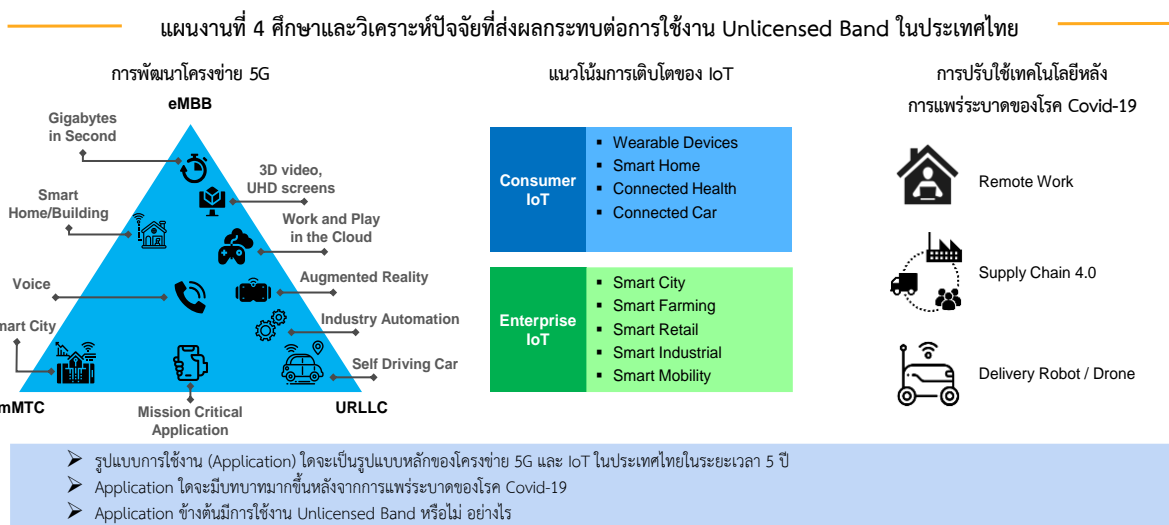 แผนงานที่ 4 ศึกษาและวิเคราะห์ปัจจัยที่ส่งผลกระทบต่อการใช้งาน Unlicensed Band ในประเทศไทย
การพัฒนาโครงข่าย 5G
eMBB
Gigabytes
in Second
3D video,
UHD screens
Smart
Home/Building
Work and Play
in the Cloud
Voice
Augmented Reality
mart City
Industry Automation
Self Driving Car
mMTC
Mission Critical
Application
URLLC
แนวโน้มการเติบโตของ IoT
Consumer
IoT
▪ Wearable Devices
▪ Smart Home
▪ Connected Health
▪ Connected Car
Enterprise
IoT
▪ Smart City
▪ Smart Farming
▪ Smart Retail
▪ Smart Industrial
▪ Smart Mobility
การปรับใช้เทคโนโลยีหลัง
การแพร่ระบาดของโรค Covid-19
Remote Work
Supply Chain 4.0
Delivery Robot / Drone
➢ รูปแบบการใช้งาน (Application) ใดจะเป็นรูปแบบหลักของโครงข่าย 5G และ IoT ในประเทศไทยในระยะเวลา 5 ปี
➢ Application ใดจะมีบทบาทมากขึ้นหลังจากการแพร่ระบาดของโรค Covid-19
➢ Application ข้างต้นมีการใช้งาน Unlicensed Band หรือไม่ อย่างไร